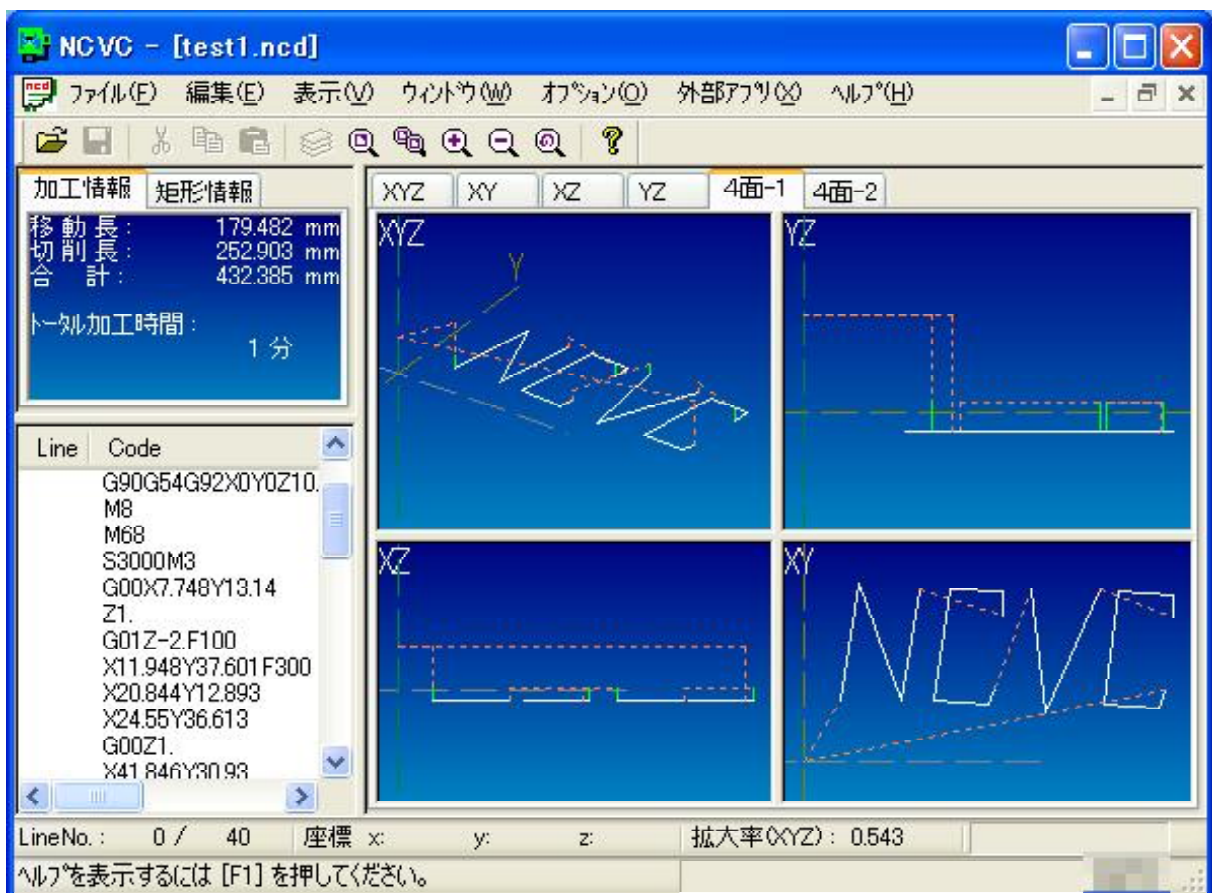 NCVC - [test1.ncd]
ncd ファイル(F) 編集(E) 表示(V) ウィンドウ(W) オプション(O) 外部アプリ(X) ヘルプ(H)
加工情報 矩形情報
移動長： 179.482 mm
切削長： 252.903 mm
合 計： 432.385 mm
トータル加工時間：
1 分
Line Code
G90G54G92X0Y0Z10.
M8
M68
S3000M3
G00X7.748Y13.14
Z1.
G01Z-2.F100
X11.948Y37.601F300
X20.844Y12.893
X24.55Y36.613
G00Z1.
X41.846Y30.93
XYZ XY XZ YZ 4面-1 4面-2
XYZ
Y
YZ
XZ
XY
LineNo.： 0 / 40 座標 x: y: z: 拡大率(XYZ)： 0.543
ヘルプを表示するには [F1] を押してください。